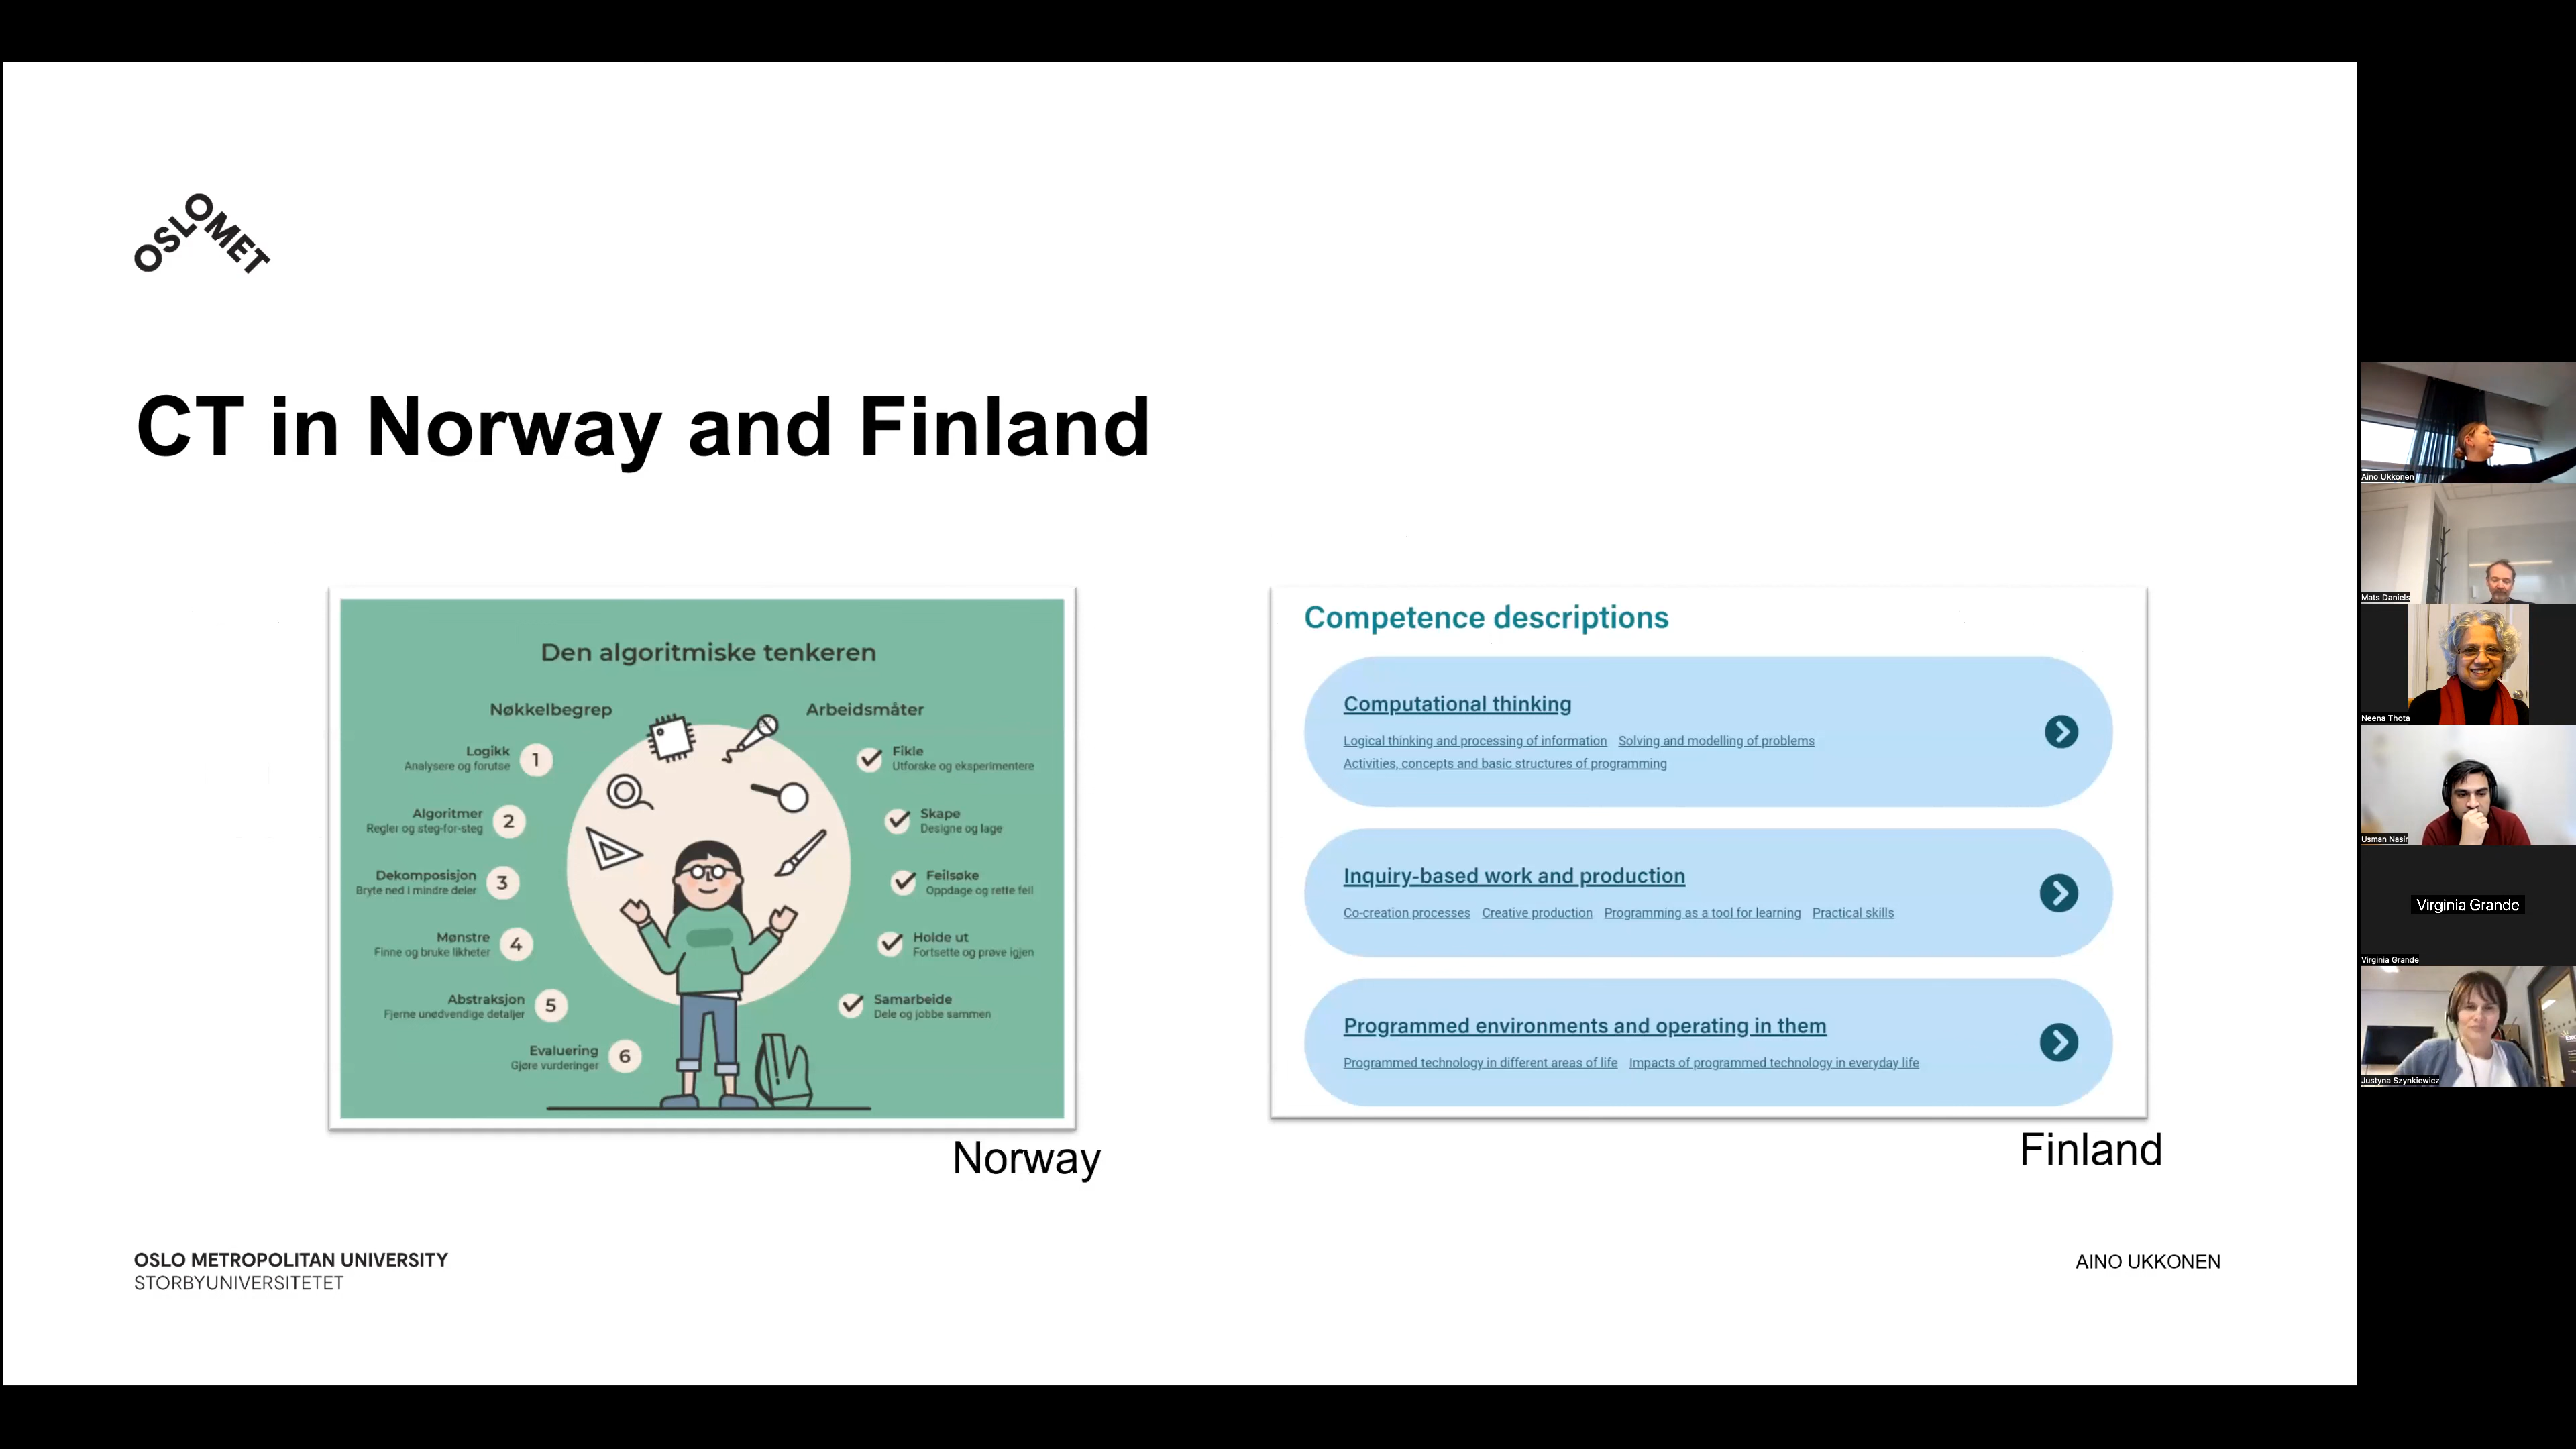 OSLOMET
CT in Norway and Finland
Den algoritmiske tenkeren
Nøkkelbegrep
Logikk
Analysere og forutse
1
Algoritmer
Regler og steg-for-steg
2
Dekomposisjon
Bryte ned i mindre deler
3
Mønstre
Finne og bruke likheter
4
Abstraksjon
Fjerne unødvendige detaljer
5
Evaluering
Gjøre vurderinger
6
Arbeidsmåter
Fikle
Utforske og eksperimentere
Skape
Designe og lage
Feilsøke
Oppdage og rette feil
Holde ut
Fortsette og prøve igjen
Samarbeide
Dele og jobbe sammen
Norway
Competence descriptions
Computational thinking
Logical thinking and processing of information Solving and modelling of problems
Activities, concepts and basic structures of programming
Inquiry-based work and production
Co-creation processes Creative production Programming as a tool for learning Practical skills
Programmed environments and operating in them
Programmed technology in different areas of life Impacts of programmed technology in everyday life
Finland
OSLO METROPOLITAN UNIVERSITY
STORBYUNIVERSITETET
AINO UKKONEN
Aino Ukkonen
Mats Daniels
Neena Thota
Usman Nasir
Virginia Grande
Virginia Grande
Justyna Szynkiewicz